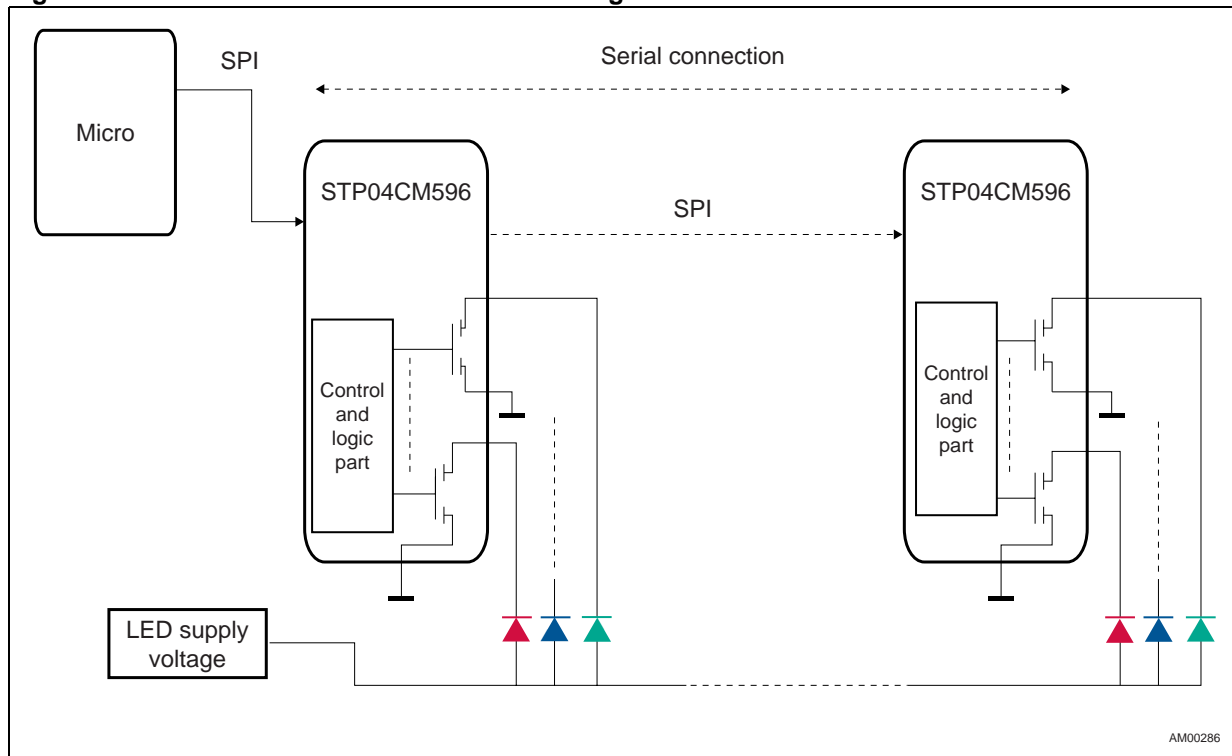 SPI
Serial connection
Micro
STP04CM596
STP04CM596
SPI
Control
and
logic
part
Control
and
logic
part
LED supply
voltage
AM00286